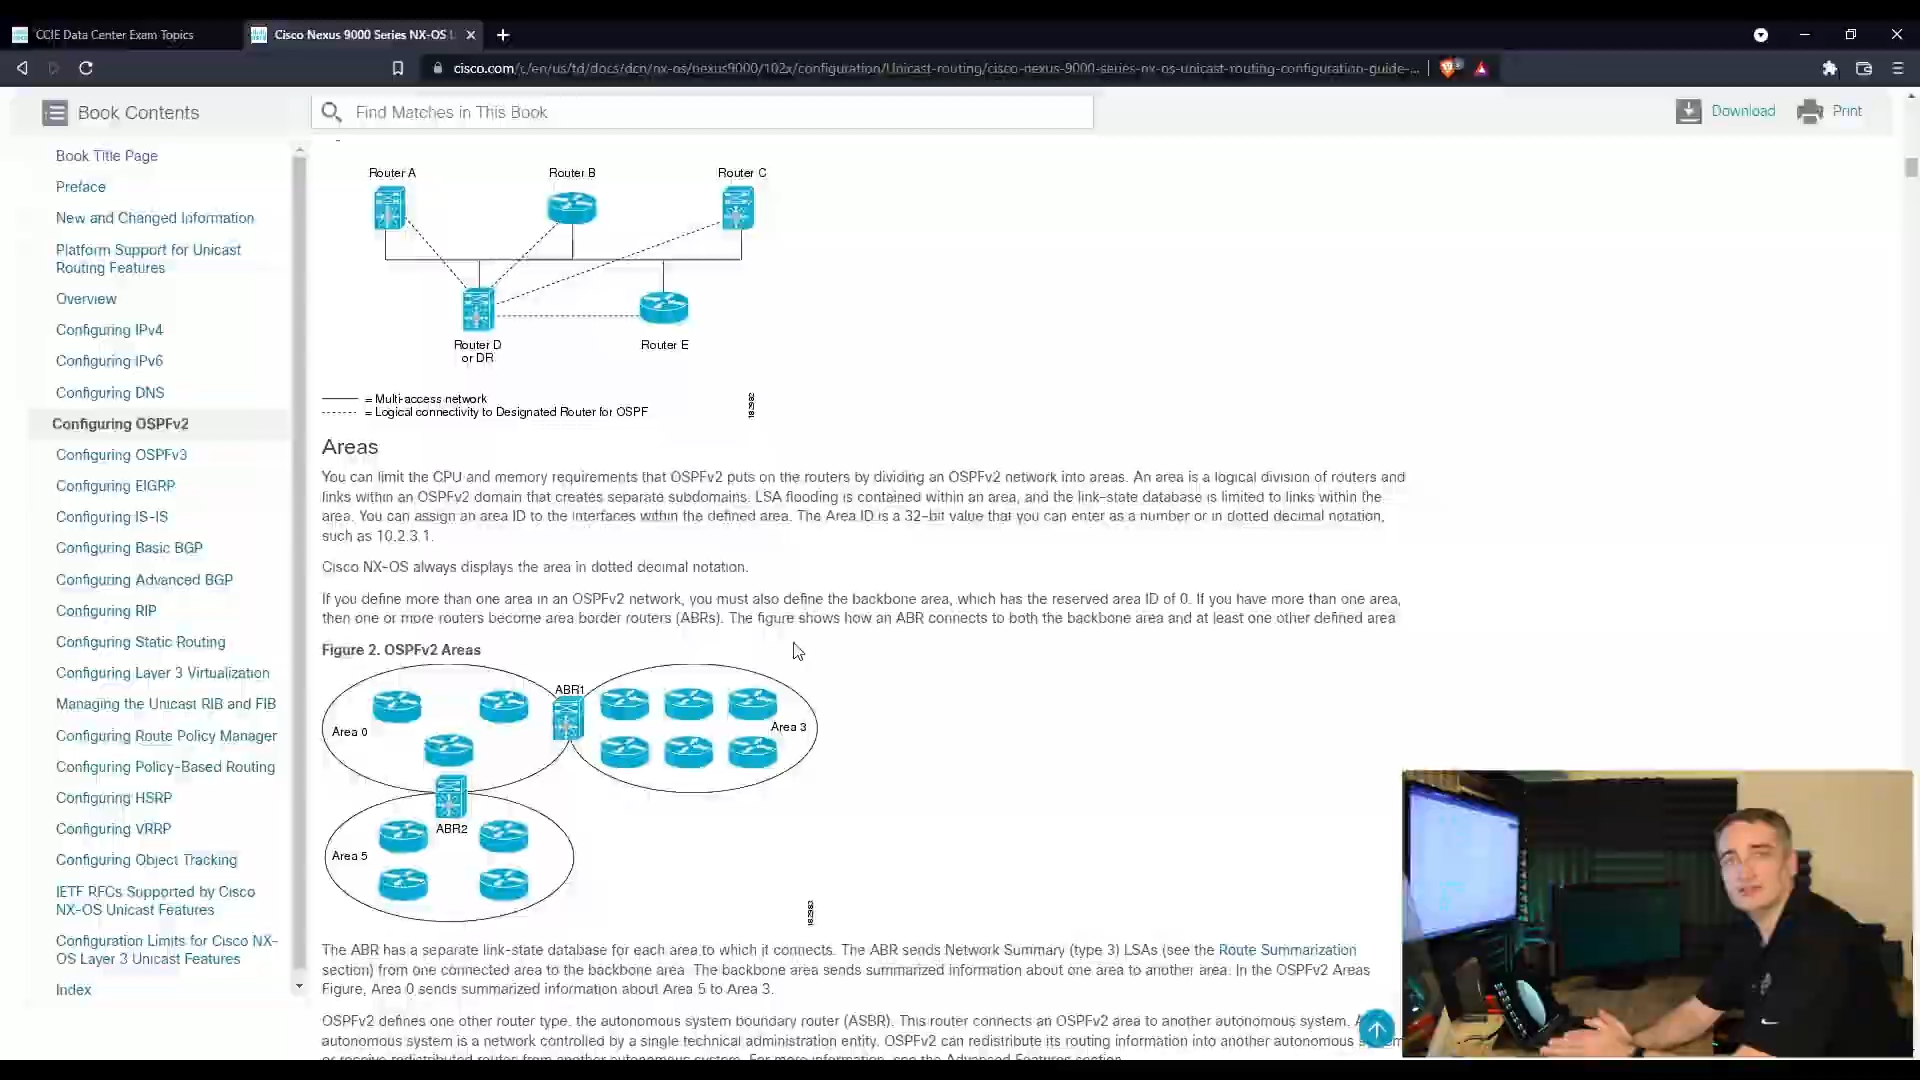 CCIE Data Center Exam Topics
Cisco Nexus 9000 Series NX-OS
cisco.com/c/en/us/td/docs/dcn/nx-os/nexus9000/102x/configuration/Unicast-routing/cisco-nexus-9000-series-nx-os-unicast-routing-configuration-guide-...
Book Contents
Find Matches in This Book
Download
Print
Book Title Page
Preface
New and Changed Information
Platform Support for Unicast
Routing Features
Overview
Configuring IPv4
Configuring IPv6
Configuring DNS
Configuring OSPFv2
Configuring OSPFv3
Configuring EIGRP
Configuring IS-IS
Configuring Basic BGP
Configuring Advanced BGP
Configuring RIP
Configuring Static Routing
Configuring Layer 3 Virtualization
Managing the Unicast RIB and FIB
Configuring Route Policy Manager
Configuring Policy-Based Routing
Configuring HSRP
Configuring VRRP
Configuring Object Tracking
IETF RFCs Supported by Cisco
NX-OS Unicast Features
Configuration Limits for Cisco NX-
OS Layer 3 Unicast Features
Index
Router A
Router B
Router C
Router D
or DR
Router E
= Multi-access network
= Logical connectivity to Designated Router for OSPF
182982
Areas
You can limit the CPU and memory requirements that OSPFv2 puts on the routers by dividing an OSPFv2 network into areas. An area is a logical division of routers and
links within an OSPFv2 domain that creates separate subdomains. LSA flooding is contained within an area, and the link-state database is limited to links within the
area. You can assign an area ID to the interfaces within the defined area. The Area ID is a 32-bit value that you can enter as a number or in dotted decimal notation,
such as 10.2.3.1.
Cisco NX-OS always displays the area in dotted decimal notation.
If you define more than one area in an OSPFv2 network, you must also define the backbone area, which has the reserved area ID of 0. If you have more than one area,
then one or more routers become area border routers (ABRs). The figure shows how an ABR connects to both the backbone area and at least one other defined area
Figure 2. OSPFv2 Areas
ABR1
Area 0
Area 3
ABR2
Area 5
182983
The ABR has a separate link-state database for each area to which it connects. The ABR sends Network Summary (type 3) LSAs (see the Route Summarization
section) from one connected area to the backbone area. The backbone area sends summarized information about one area to another area. In the OSPFv2 Areas
Figure, Area 0 sends summarized information about Area 5 to Area 3.
OSPFv2 defines one other router type, the autonomous system boundary router (ASBR). This router connects an OSPFv2 area to another autonomous system.
autonomous system is a network controlled by a single technical administration entity. OSPFv2 can redistribute its routing information into another autonomous
or receive redistributed routes from another autonomous system. For more information, see the Advanced Features section.